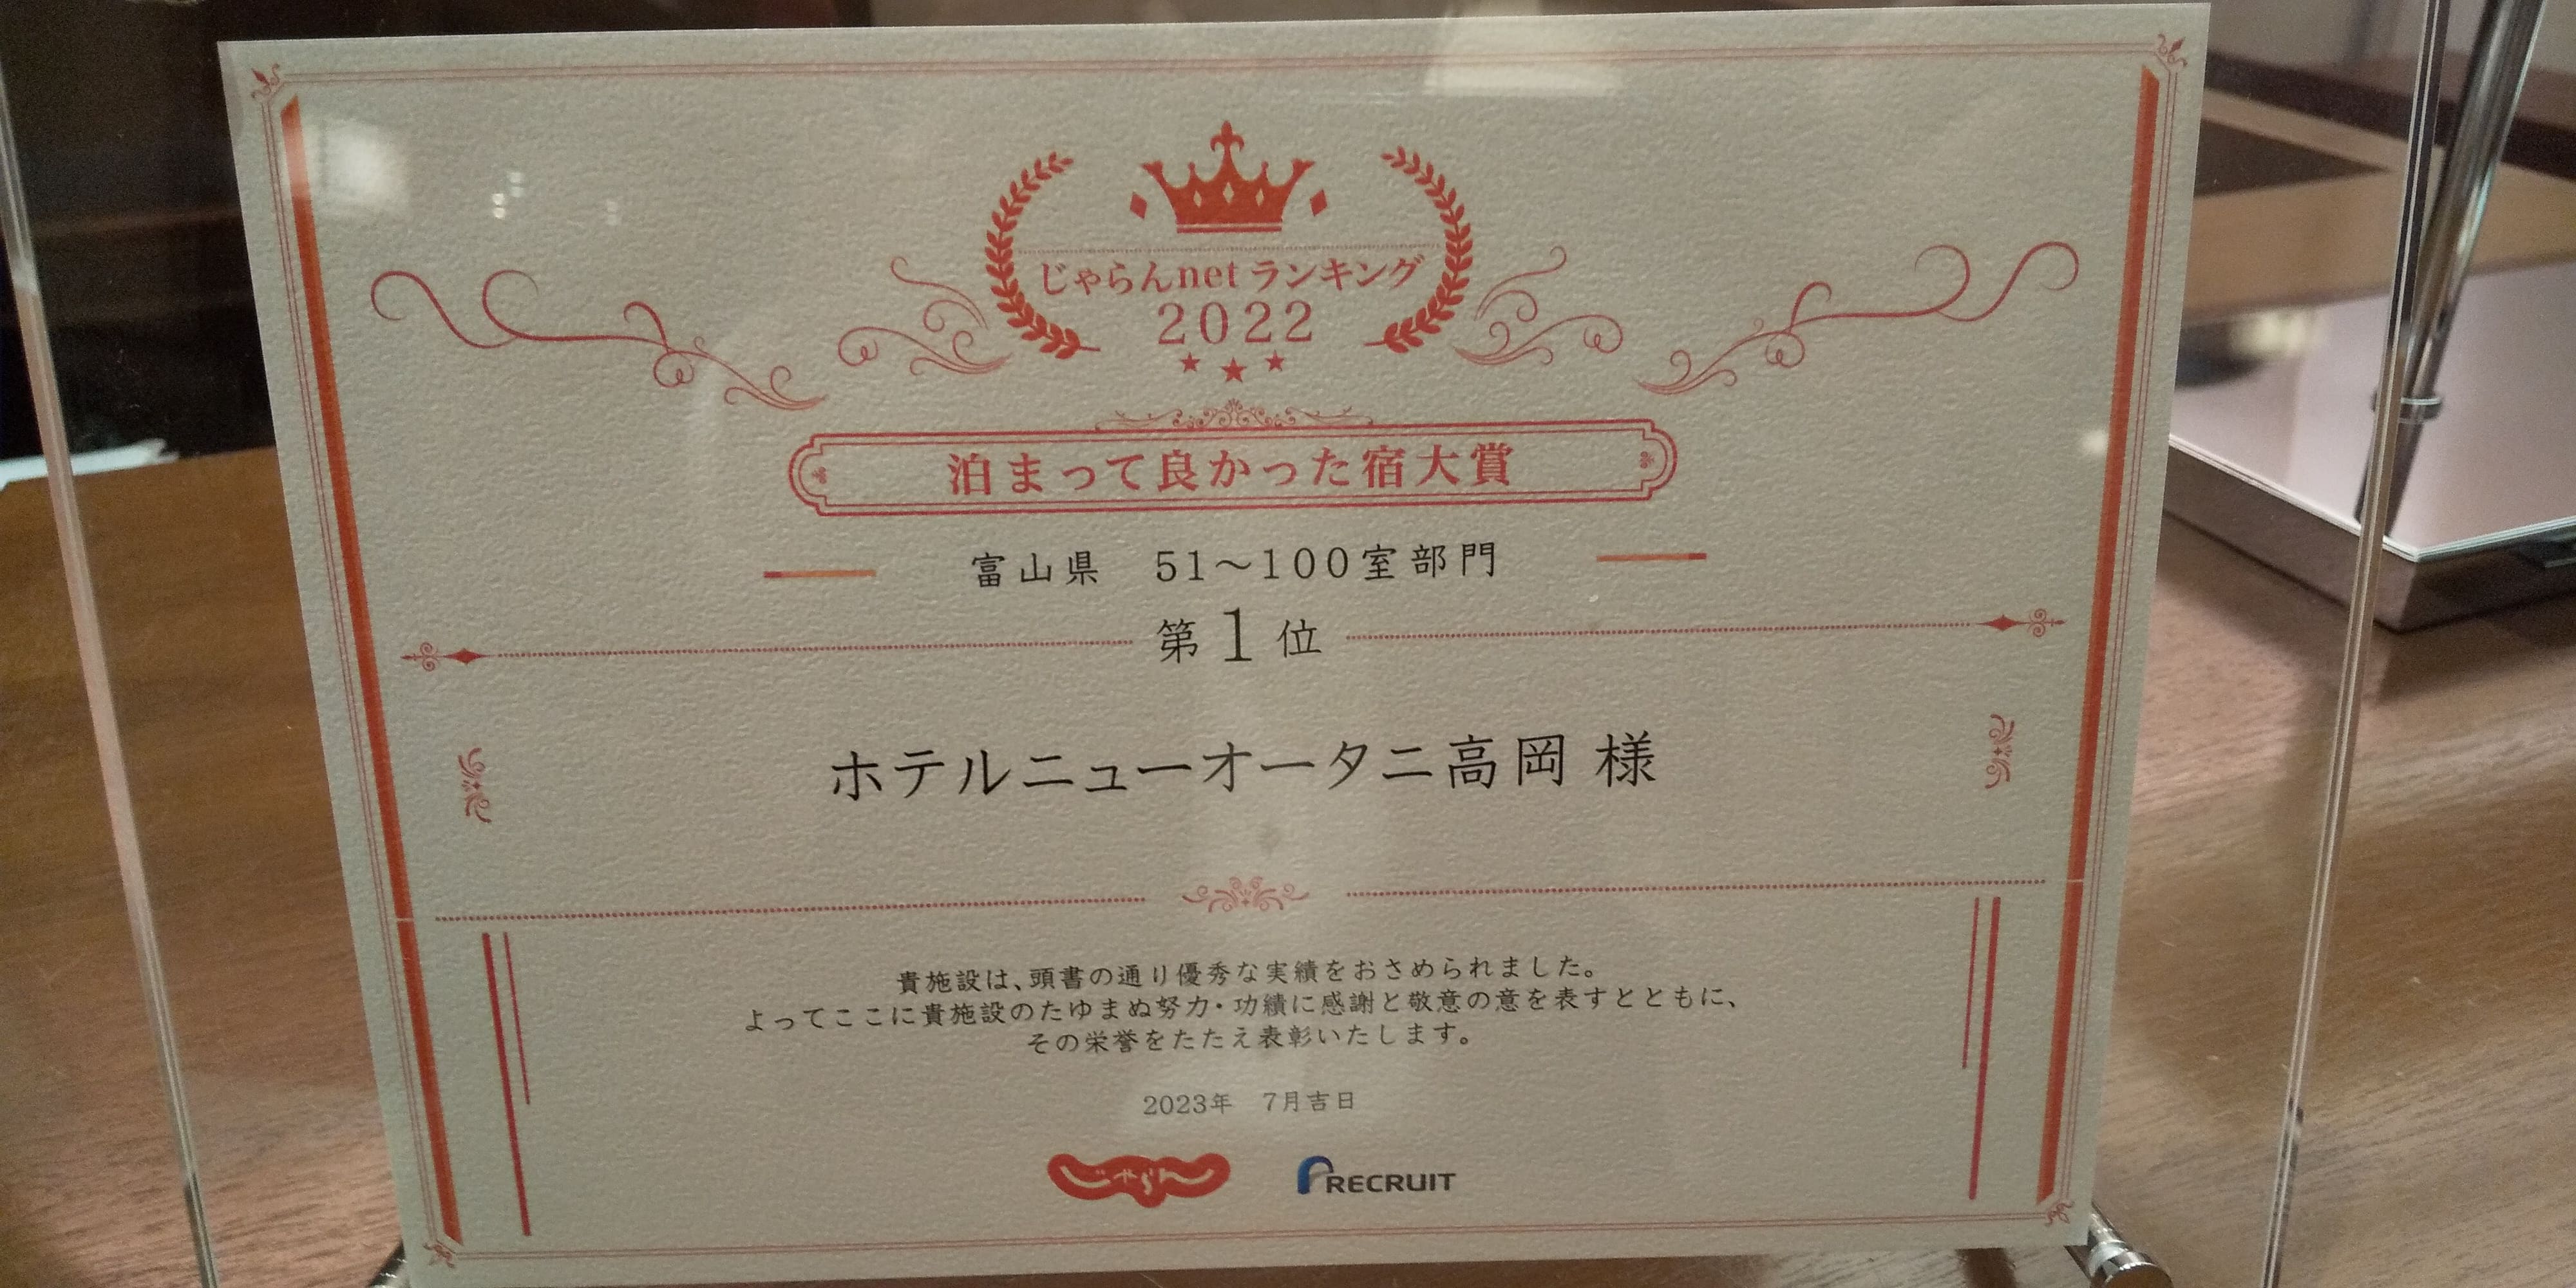 じゃらんnetランキング
2022
泊まって良かった宿大賞
富山県　51〜100室部門
第1位
ホテルニューオータニ高岡 様
貴施設は、頭書の通り優秀な実績をおさめられました。
よってここに貴施設のたゆまぬ努力・功績に感謝と敬意の意を表すとともに、
その栄誉をたたえ表彰いたします。
2023年　7月吉日
じゃらん RECRUIT